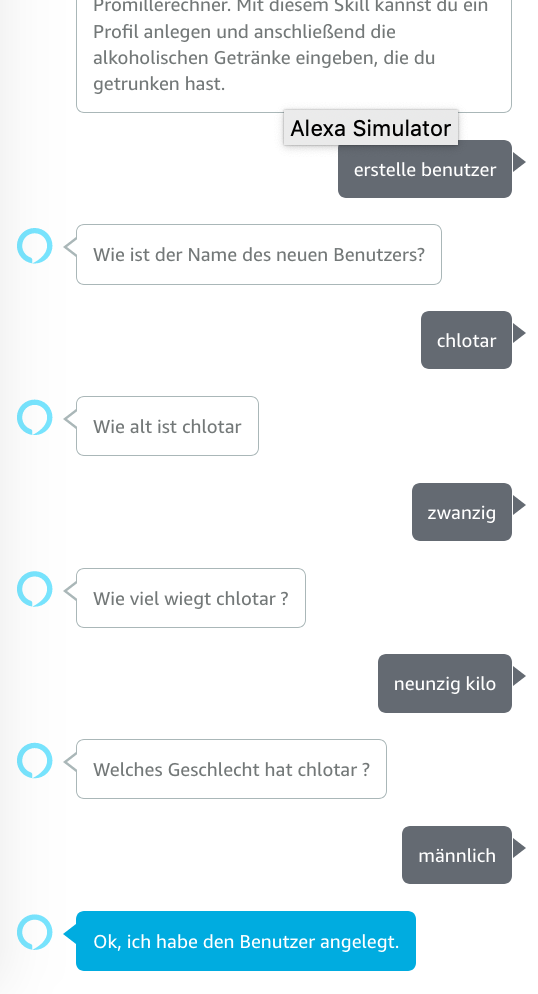 Promillerechner. Mit diesem Skill kannst du ein
Profil anlegen und anschließend die
alkoholischen Getränke eingeben, die du
getrunken hast.
Alexa Simulator
erstelle benutzer
Wie ist der Name des neuen Benutzers?
chlotar
Wie alt ist chlotar
zwanzig
Wie viel wiegt chlotar ?
neunzig kilo
Welches Geschlecht hat chlotar ?
männlich
Ok, ich habe den Benutzer angelegt.